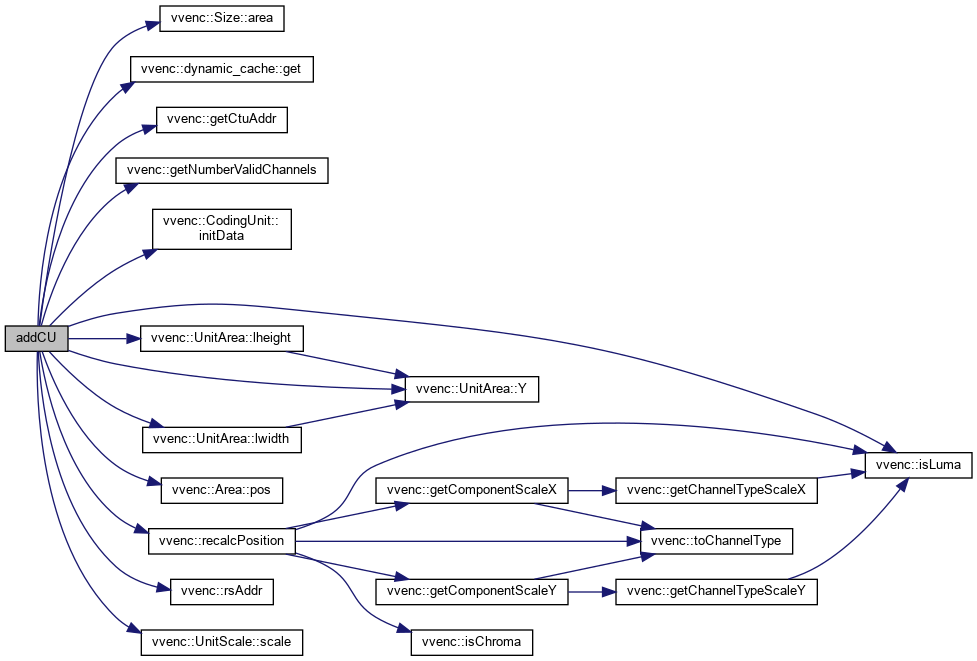 vvenc::Size::area
vvenc::dynamic_cache::get
vvenc::getCtuAddr
vvenc::getNumberValidChannels
vvenc::CodingUnit::
initData
addCU
vvenc::UnitArea::lheight
vvenc::UnitArea::Y
vvenc::UnitArea::lwidth
vvenc::isLuma
vvenc::Area::pos
vvenc::getComponentScaleX
vvenc::getChannelTypeScaleX
vvenc::recalcPosition
vvenc::toChannelType
vvenc::rsAddr
vvenc::getComponentScaleY
vvenc::getChannelTypeScaleY
vvenc::UnitScale::scale
vvenc::isChroma